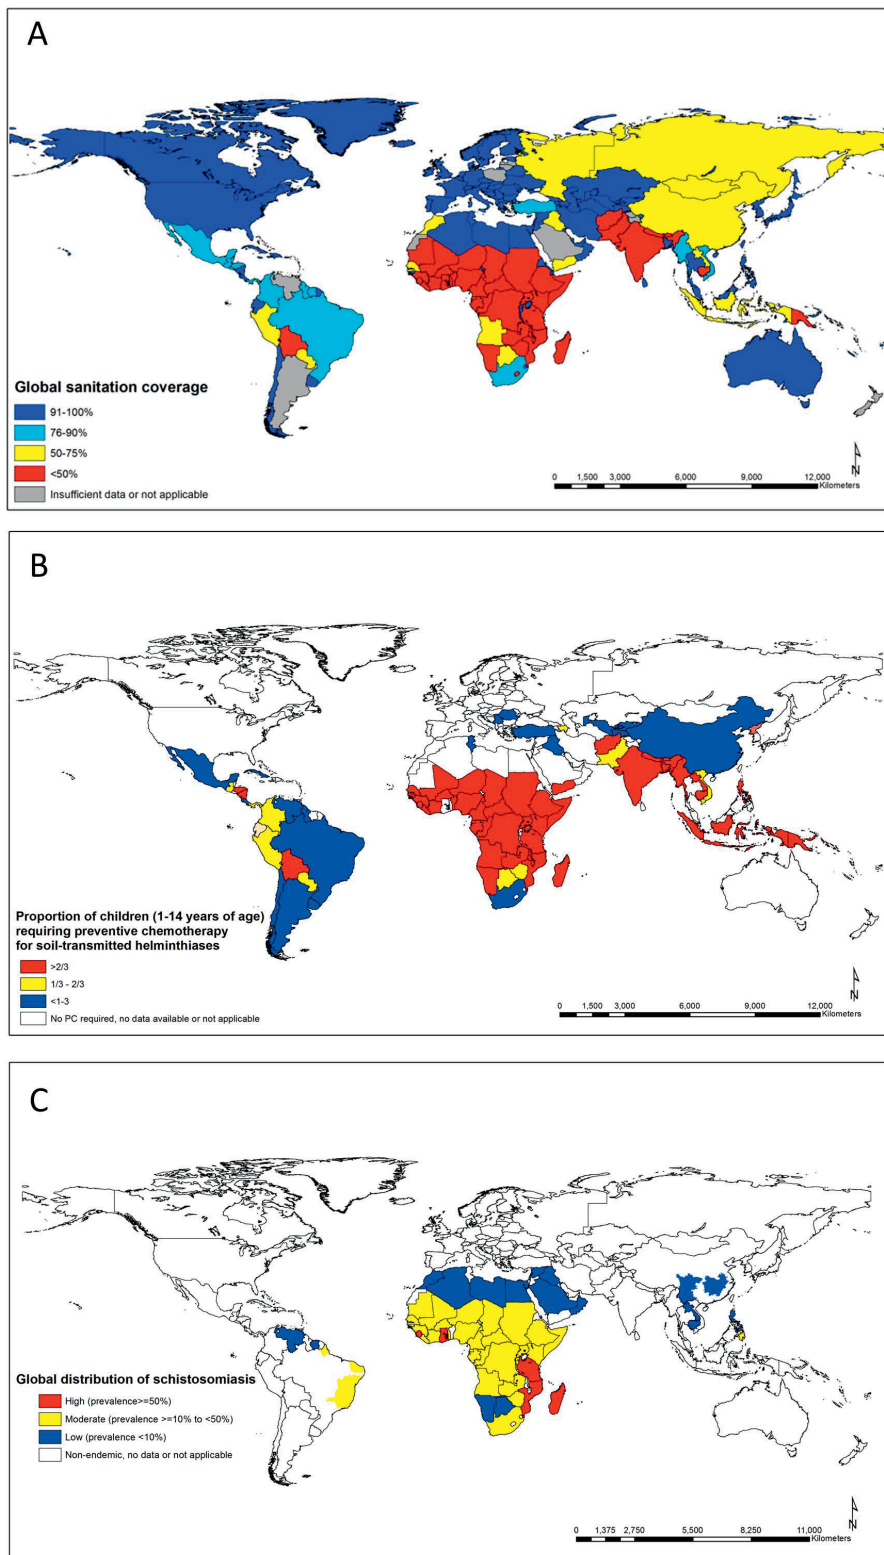 A
Global sanitation coverage
91-100%
76-90%
50-75%
<50%
Insufficient data or not applicable
0 1,500 3,000 6,000 9,000 12,000
Kilometers
N
B
Proportion of children (1-14 years of age)
requiring preventive chemotherapy
for soil-transmitted helminthiases
>2/3
1/3 - 2/3
<1-3
No PC required, no data available or not applicable
0 1,500 3,000 6,000 9,000 12,000
Kilometers
N
C
Global distribution of schistosomiasis
High (prevalence>=50%)
Moderate (prevalence >=10% to <50%)
Low (prevalence <10%)
Non-endemic, no data or not applicable
0 1,375 2,750 5,500 8,250 11,000
Kilometers
N